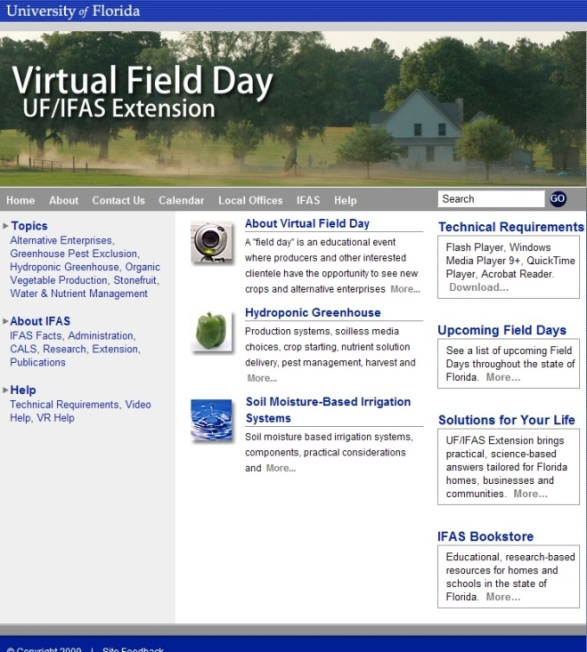 University of Florida
Virtual Field Day
UF/IFAS Extension
Home About Contact Us Calendar Local Offices IFAS Help Search GO
Topics
Alternative Enterprises,
Greenhouse Pest Exclusion,
Hydroponic Greenhouse, Organic
Vegetable Production, Stonefruit,
Water & Nutrient Management
About IFAS
IFAS Facts, Administration,
CALS, Research, Extension,
Publications
Help
Technical Requirements, Video
Help, VR Help
About Virtual Field Day
A "field day" is an educational event
where producers and other interested
clientele have the opportunity to see new
crops and alternative enterprises More...
Hydroponic Greenhouse
Production systems, soilless media
choices, crop starting, nutrient solution
delivery, pest management, harvest and
More...
Soil Moisture-Based Irrigation
Systems
Soil moisture based irrigation systems,
components, practical considerations
and More...
Technical Requirements
Flash Player, Windows
Media Player 9+, QuickTime
Player, Acrobat Reader.
Download...
Upcoming Field Days
See a list of upcoming Field
Days throughout the state of
Florida. More...
Solutions for Your Life
UF/IFAS Extension brings
practical, science-based
answers tailored for Florida
homes, businesses and
communities. More...
IFAS Bookstore
Educational, research-based
resources for homes and
schools in the state of
Florida. More...
© Copyright 2009 | Site Feedback